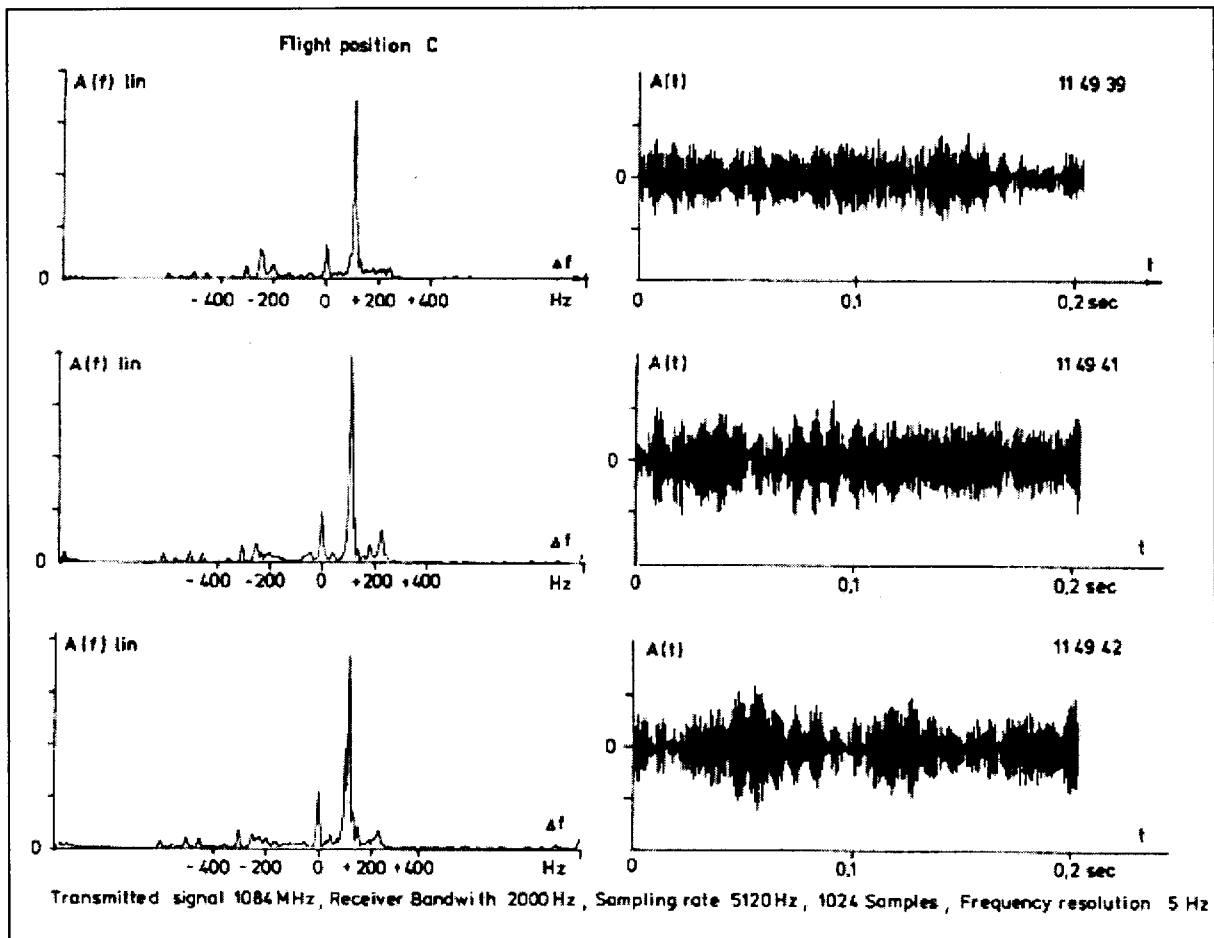 Flight position C
A(f) lin
A(t)
11 49 39
0
Δf
0
t
-400 -200 0 +200 +400 Hz
0 0,1 0,2 sec
A(f) lin
A(t)
11 49 41
0
Δf
0
t
-400 -200 0 +200 +400 Hz
0 0,1 0,2 sec
A(f) lin
A(t)
11 49 42
0
Δf
0
t
-400 -200 0 +200 +400 Hz
0 0,1 0,2 sec
Transmitted signal 1084 MHz, Receiver Bandwith 2000 Hz, Sampling rate 5120 Hz, 1024 Samples, Frequency resolution 5 Hz